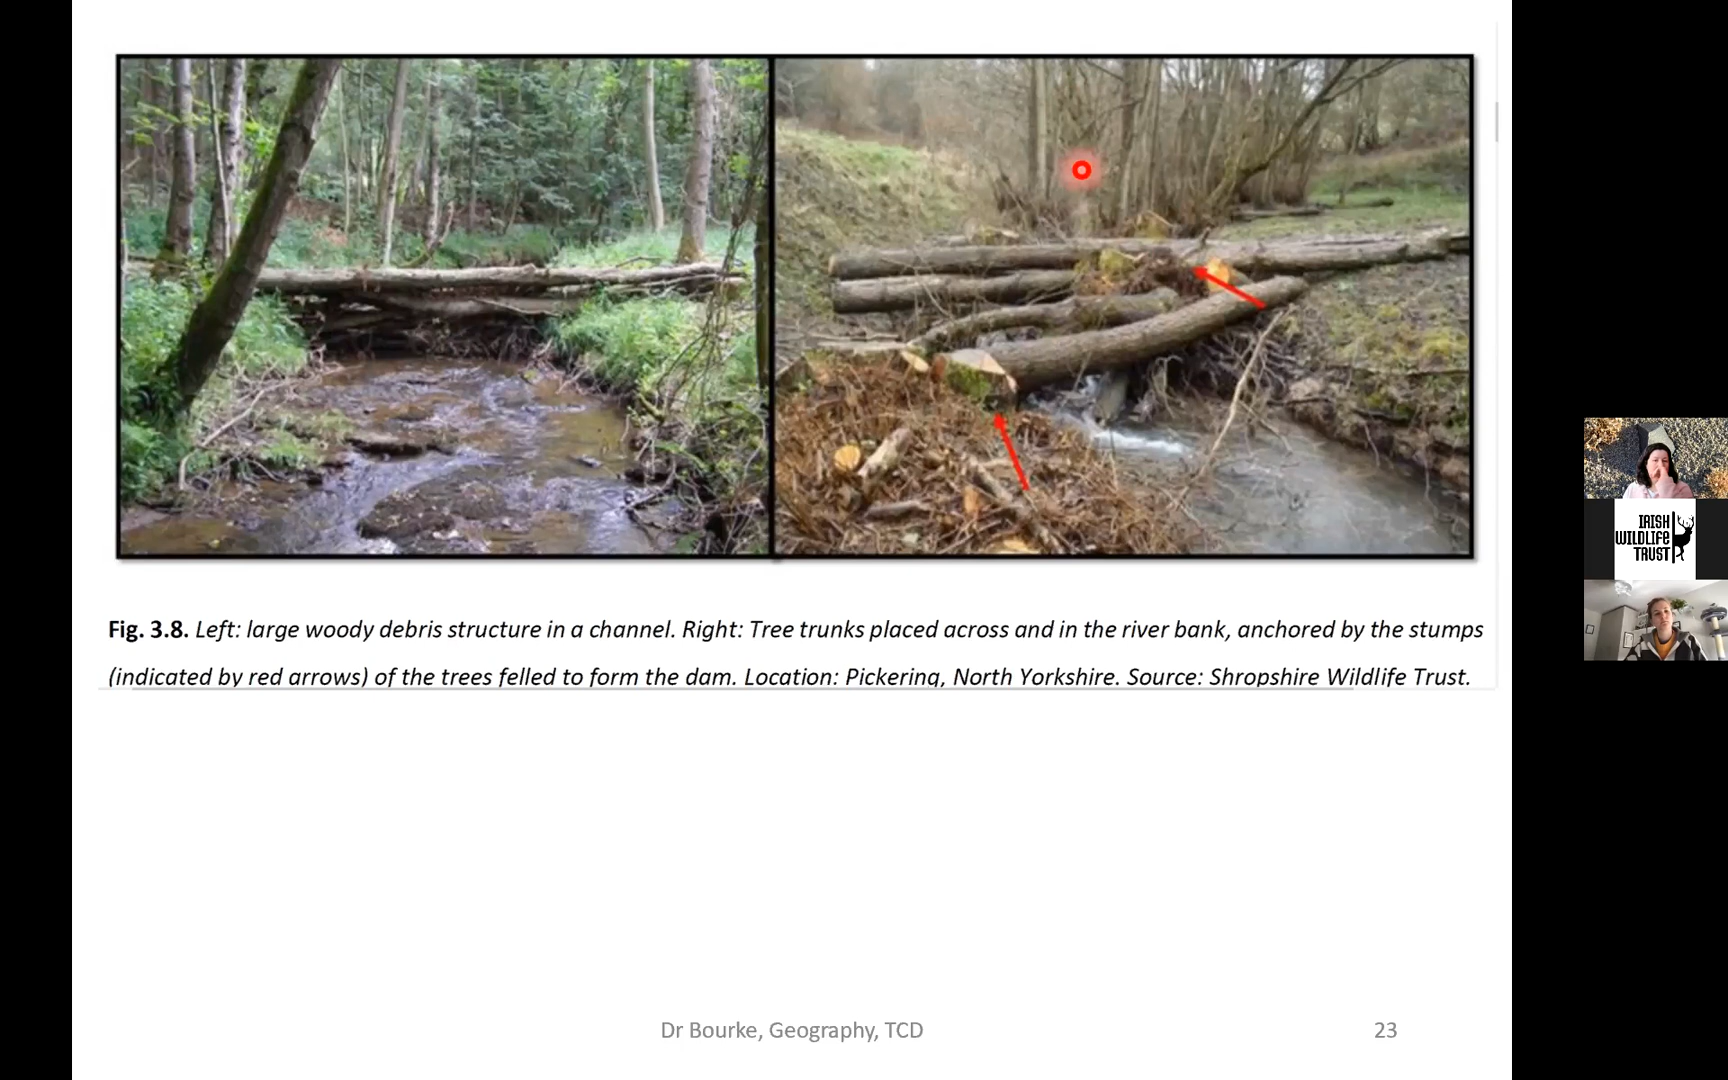 Fig. 3.8. Left: large woody debris structure in a channel. Right: Tree trunks placed across and in the river bank, anchored by the stumps
(indicated by red arrows) of the trees felled to form the dam. Location: Pickering, North Yorkshire. Source: Shropshire Wildlife Trust.
IRISH
WILDLIFE
TRUST
Dr Bourke, Geography, TCD
23